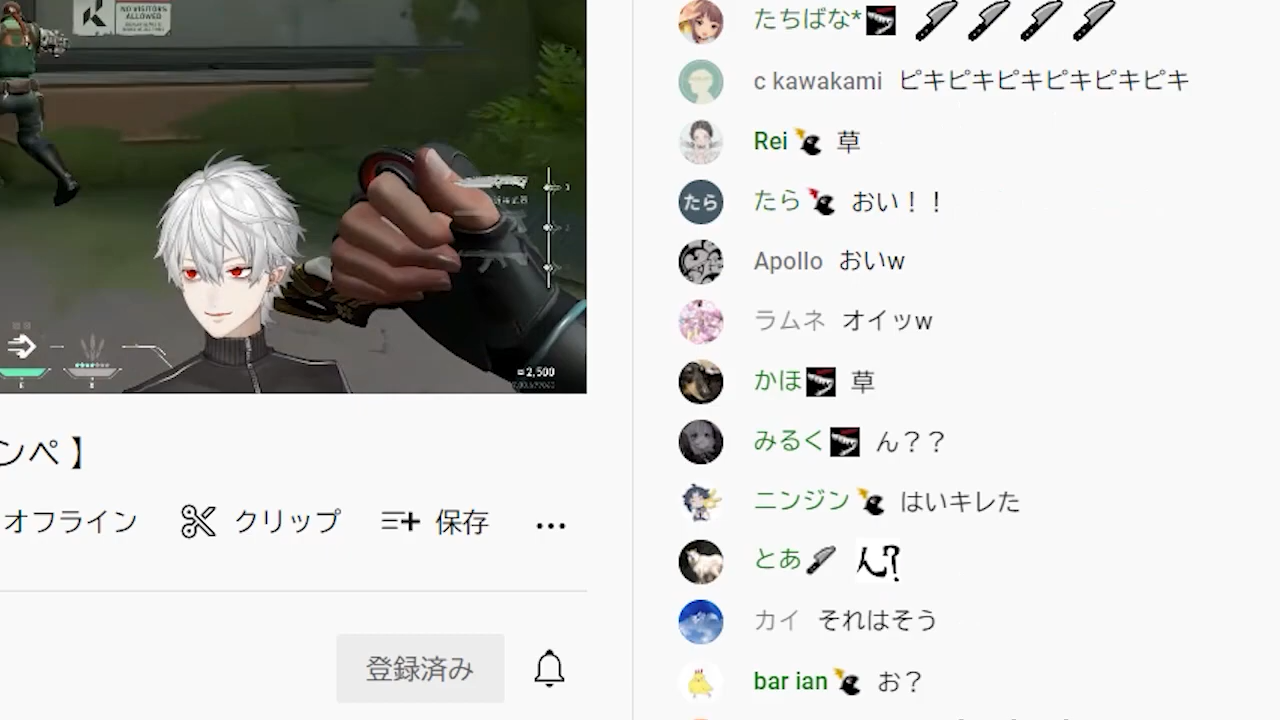 NO VISITORS
ALLOWED
2,500
ンペ】
オフライン クリップ 保存 ...
登録済み
たちばな*
c kawakami ピキピキピキピキピキピキ
Rei 草
たら たら おい！！
Apollo おいw
ラムネ オイッw
かほ 草
みるく ん？？
ニンジン はいキレた
とあ ん？
カイ それはそう
bar ian お？